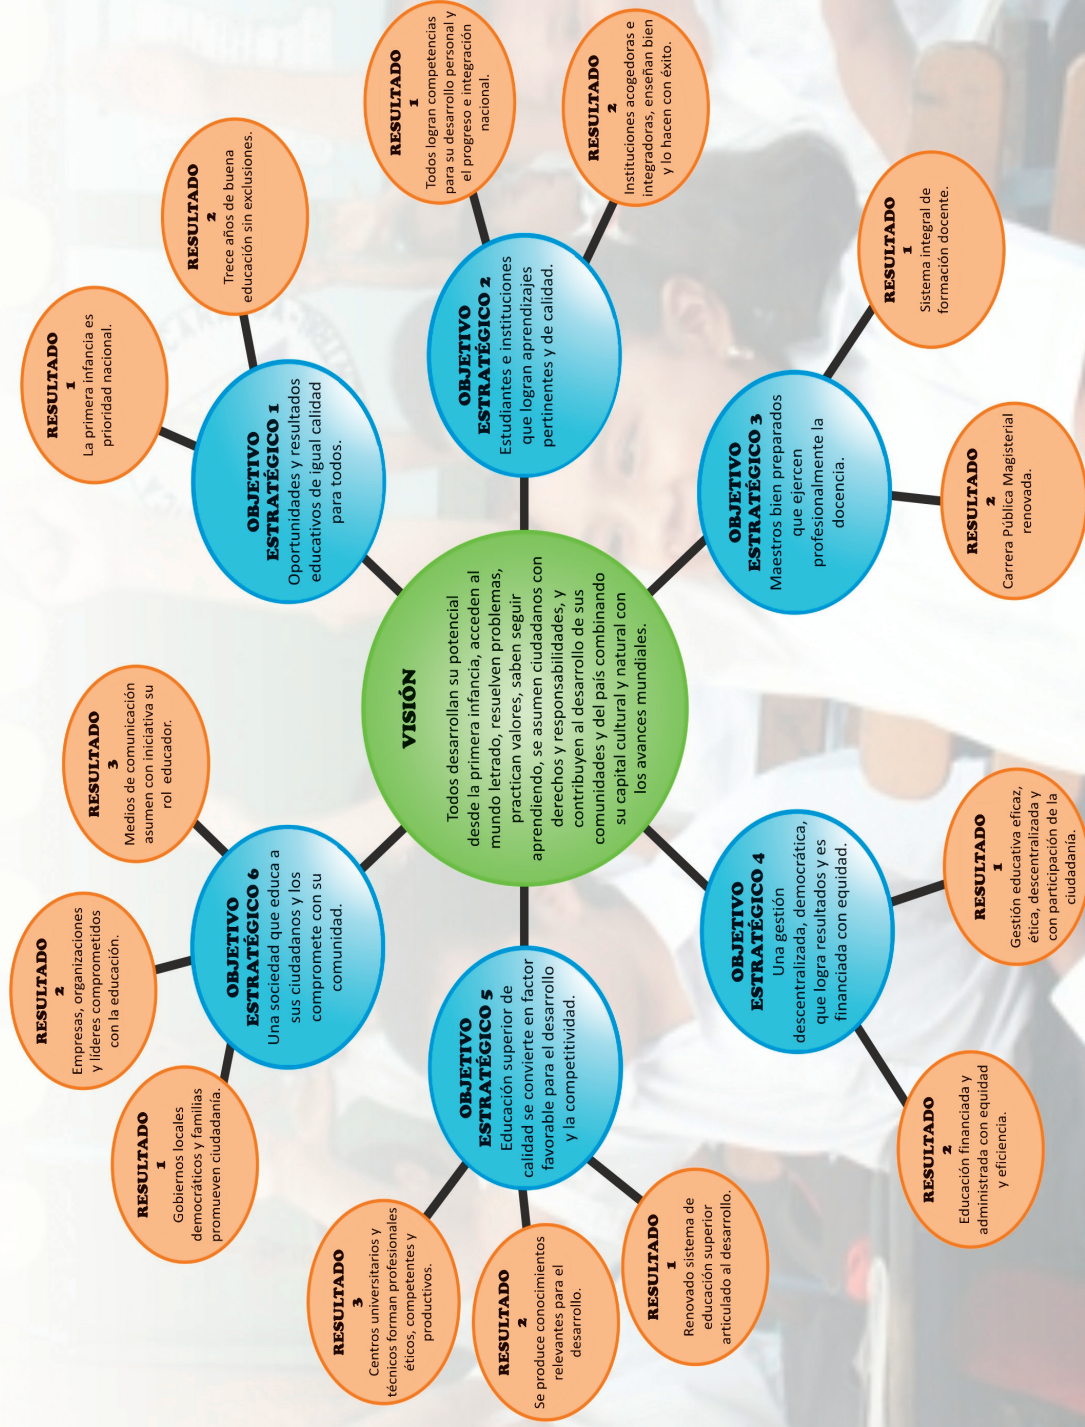 VISIÓN
Todos desarrollan su potencial
desde la primera infancia, acceden al
mundo letrado, resuelven problemas,
practican valores, saben seguir
aprendiendo, se asumen ciudadanos con
derechos y responsabilidades, y
contribuyen al desarrollo de sus
comunidades y del país combinando
su capital cultural y natural con
los avances mundiales.
OBJETIVO
ESTRATÉGICO 1
Oportunidades y resultados
educativos de igual calidad
para todos.
RESULTADO
1
La primera infancia es
prioridad nacional.
RESULTADO
2
Trece años de buena
educación sin exclusiones.
OBJETIVO
ESTRATÉGICO 2
Estudiantes e instituciones
que logran aprendizajes
pertinentes y de calidad.
RESULTADO
1
Todos logran competencias
para su desarrollo personal y
el progreso e integración
nacional.
RESULTADO
2
Instituciones acogedoras e
integradoras, enseñan bien
y lo hacen con éxito.
OBJETIVO
ESTRATÉGICO 3
Maestros bien preparados
que ejercen
profesionalmente la
docencia.
RESULTADO
1
Sistema integral de
formación docente.
RESULTADO
2
Carrera Pública Magisterial
renovada.
OBJETIVO
ESTRATÉGICO 4
Una gestión
descentralizada, democrática,
que logra resultados y es
financiada con equidad.
RESULTADO
1
Gestión educativa eficaz,
ética, descentralizada y
con participación de la
ciudadanía.
RESULTADO
2
Educación financiada y
administrada con equidad
y eficiencia.
OBJETIVO
ESTRATÉGICO 5
Educación superior de
calidad se convierte en factor
favorable para el desarrollo
y la competitividad.
RESULTADO
1
Renovado sistema de
educación superior
articulado al desarrollo.
RESULTADO
2
Se produce conocimientos
relevantes para el
desarrollo.
RESULTADO
3
Centros universitarios y
técnicos forman profesionales
éticos, competentes y
productivos.
OBJETIVO
ESTRATÉGICO 6
Una sociedad que educa a
sus ciudadanos y los
compromete con su
comunidad.
RESULTADO
1
Gobiernos locales
democráticos y familias
promueven ciudadanía.
RESULTADO
2
Empresas, organizaciones
y líderes comprometidos
con la educación.
RESULTADO
3
Medios de comunicación
asumen con iniciativa su
rol educador.